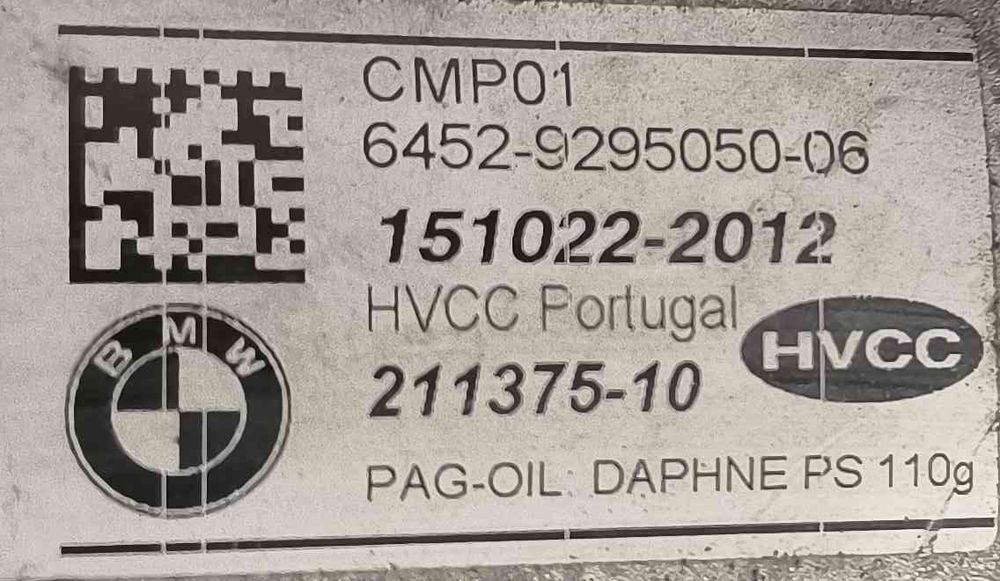 CMP01
6452-9295050-06
151022-2012
HVCC Portugal
HVCC
211375-10
BMW
PAG-OIL: DAPHNE PS 110g